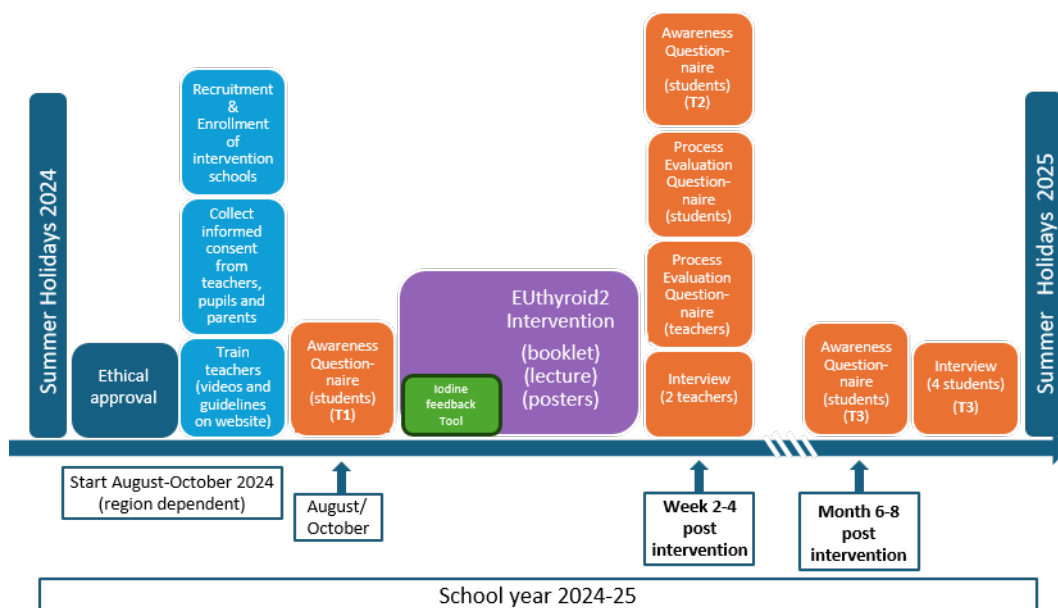 Summer Holidays 2024
Ethical
approval
Recruitment
&
Enrollment
of
intervention
schools
Collect
informed
consent
from
teachers,
pupils and
parents
Train
teachers
(videos and
guidelines
on website)
Awareness
Question-
naire
(students)
(T1)
EUthyroid2
Intervention
(booklet)
(lecture)
(posters)
Iodine
feedback
Tool
Awareness
Question-
naire
(students)
(T2)
Process
Evaluation
Question-
naire
(students)
Process
Evaluation
Question-
naire
(teachers)
Interview
(2 teachers)
Awareness
Question-
naire
(students)
(T3)
Interview
(4 students)
(T3)
Summer Holidays 2025
Start August-October 2024
(region dependent)
August/
October
Week 2-4
post
intervention
Month 6-8
post
intervention
School year 2024-25